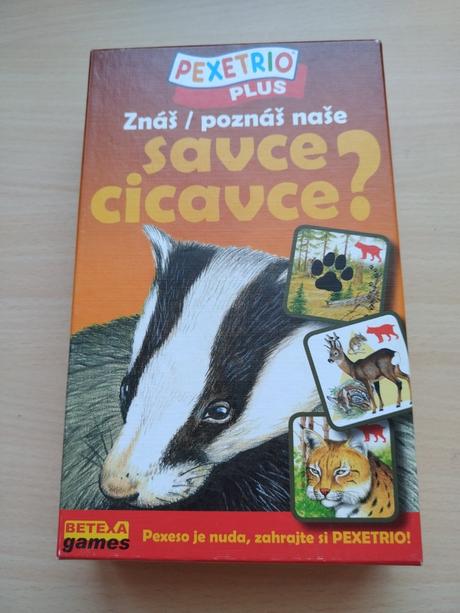 PEXETRIO
PLUS
Znáš / poznáš naše
savce
cicavce?
BETEXA
games
Pexeso je nuda, zahrajte si PEXETRIO!